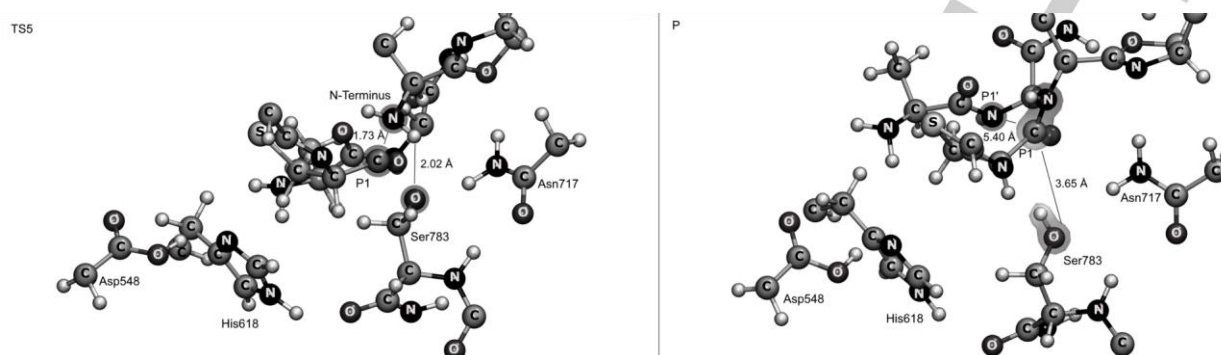 TS5
N-Terminus
1.73 Å
2.02 Å
P1
Asn717
Ser783
Asp548
His618
P
P1'
5.40 Å
P1
3.65 Å
Asn717
Ser783
Asp548
His618